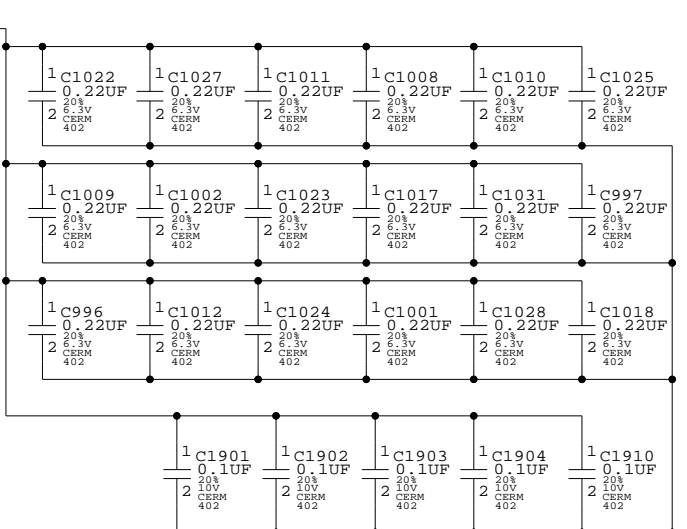 1 C1022 1 C1027 1 C1011 1 C1008 1 C1010 1 C1025
0.22UF 0.22UF 0.22UF 0.22UF 0.22UF 0.22UF
20% 20% 20% 20% 20% 20%
2 6.3V 2 6.3V 2 6.3V 2 6.3V 2 6.3V 2 6.3V
CERM CERM CERM CERM CERM CERM
402 402 402 402 402 402
1 C1009 1 C1002 1 C1023 1 C1017 1 C1031 1 C997
0.22UF 0.22UF 0.22UF 0.22UF 0.22UF 0.22UF
20% 20% 20% 20% 20% 20%
2 6.3V 2 6.3V 2 6.3V 2 6.3V 2 6.3V 2 6.3V
CERM CERM CERM CERM CERM CERM
402 402 402 402 402 402
1 C996 1 C1012 1 C1024 1 C1001 1 C1028 1 C1018
0.22UF 0.22UF 0.22UF 0.22UF 0.22UF 0.22UF
20% 20% 20% 20% 20% 20%
2 6.3V 2 6.3V 2 6.3V 2 6.3V 2 6.3V 2 6.3V
CERM CERM CERM CERM CERM CERM
402 402 402 402 402 402
1 C1901 1 C1902 1 C1903 1 C1904 1 C1910
0.1UF 0.1UF 0.1UF 0.1UF 0.1UF
20% 20% 20% 20% 20%
2 10V 2 10V 2 10V 2 10V 2 10V
CERM CERM CERM CERM CERM
402 402 402 402 402